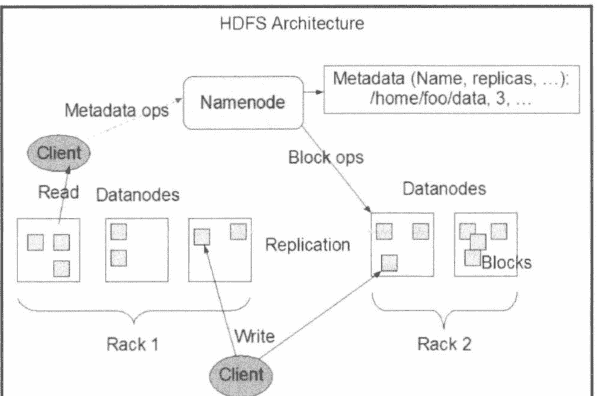 HDFS Architecture
Metadata (Name, replicas, ...):
/home/foo/data, 3, ...
Namenode
Metadata ops
Client
Block ops
Read
Datanodes
Datanodes
Replication
Blocks
Rack 1
Write
Rack 2
Client